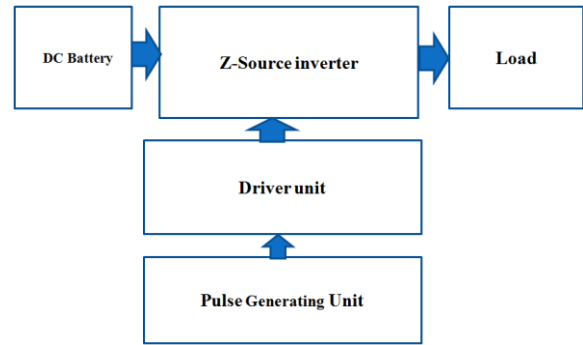 DC Battery
Z-Source inverter
Load
Driver unit
Pulse Generating Unit